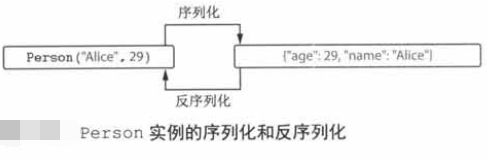 序列化
Person("Alice", 29)
{"age": 29, "name": "Alice"}
反序列化
Person 实例的序列化和反序列化